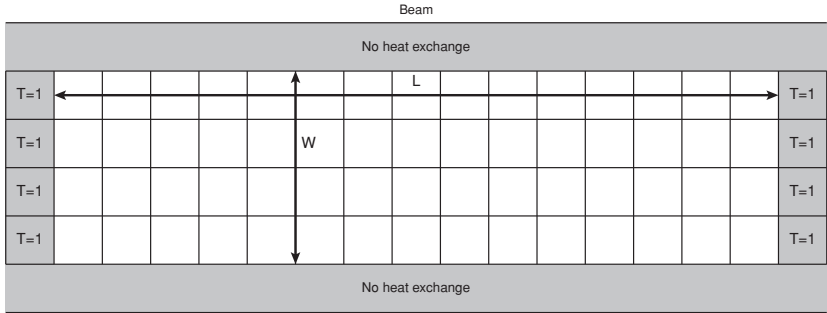 Beam
No heat exchange
T=1 L T=1
T=1 W T=1
T=1 T=1
T=1 T=1
No heat exchange